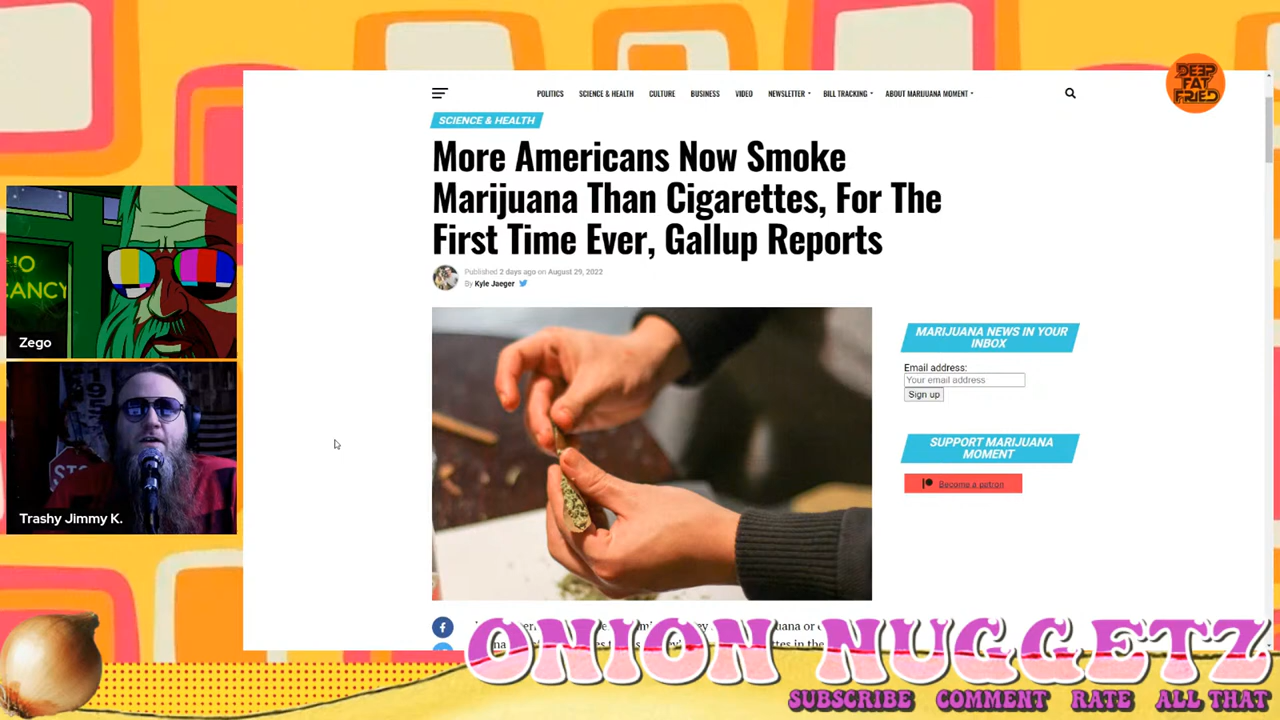 DEEP
FAT
FRIED
POLITICS SCIENCE & HEALTH CULTURE BUSINESS VIDEO NEWSLETTER BILL TRACKING ABOUT MARIJUANA MOMENT
SCIENCE & HEALTH
More Americans Now Smoke
Marijuana Than Cigarettes, For The
First Time Ever, Gallup Reports
Published 2 days ago on August 29, 2022
By Kyle Jaeger
MARIJUANA NEWS IN YOUR
INBOX
Email address:
Your email address
Sign up
SUPPORT MARIJUANA
MOMENT
Become a patron
Zego
STO
Trashy Jimmy K.
ONION NUGGETZ
SUBSCRIBE COMMENT RATE ALL THAT